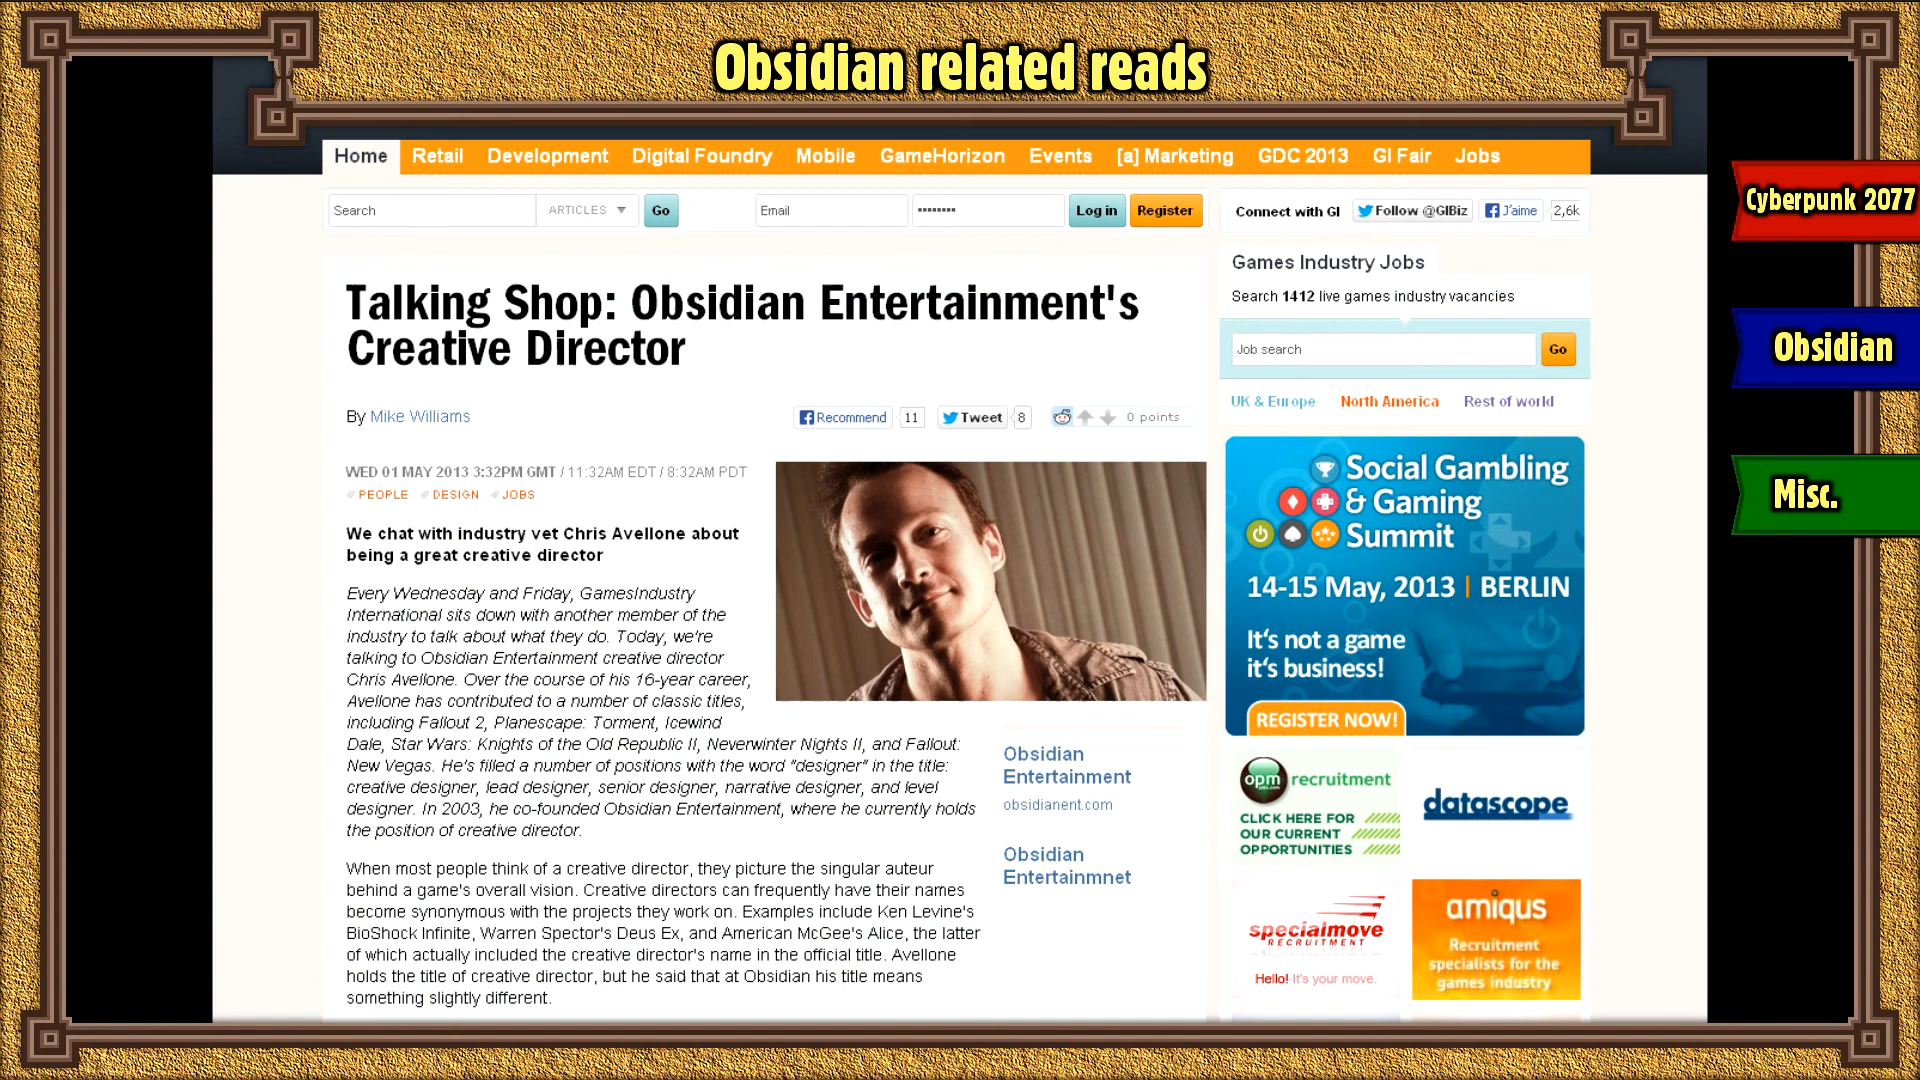 Obsidian related reads
Home Retail Development Digital Foundry Mobile GameHorizon Events [a] Marketing GDC 2013 GI Fair Jobs
Search ARTICLES Go Email •••••••• Log in Register Connect with GI Follow @GIBiz J'aime 2,6k
Cyberpunk 2077
Obsidian
Misc.
Talking Shop: Obsidian Entertainment's
Creative Director
By Mike Williams
Recommend 11 Tweet 8 0 points
WED 01 MAY 2013 3:32PM GMT / 11:32AM EDT / 8:32AM PDT
PEOPLE DESIGN JOBS
We chat with industry vet Chris Avellone about
being a great creative director
Every Wednesday and Friday, GamesIndustry
International sits down with another member of the
industry to talk about what they do. Today, we're
talking to Obsidian Entertainment creative director
Chris Avellone. Over the course of his 16-year career,
Avellone has contributed to a number of classic titles,
including Fallout 2, Planescape: Torment, Icewind
Dale, Star Wars: Knights of the Old Republic II, Neverwinter Nights II, and Fallout:
New Vegas. He's filled a number of positions with the word "designer" in the title:
creative designer, lead designer, senior designer, narrative designer, and level
designer. In 2003, he co-founded Obsidian Entertainment, where he currently holds
the position of creative director.
When most people think of a creative director, they picture the singular auteur
behind a game's overall vision. Creative directors can frequently have their names
become synonymous with the projects they work on. Examples include Ken Levine's
BioShock Infinite, Warren Spector's Deus Ex, and American McGee's Alice, the latter
of which actually included the creative director's name in the official title. Avellone
holds the title of creative director, but he said that at Obsidian his title means
something slightly different.
Obsidian
Entertainment
obsidianent.com
Obsidian
Entertainmnet
Games Industry Jobs
Search 1412 live games industry vacancies
Job search Go
UK & Europe North America Rest of world
Social Gambling
& Gaming
Summit
14-15 May, 2013 | BERLIN
It's not a game
it's business!
REGISTER NOW!
opm recruitment
jobs.com
CLICK HERE FOR
OUR CURRENT
OPPORTUNITIES
datascope
specialmove
RECRUITMENT
Hello! It's your move.
amiqus
Recruitment
specialists for the
games industry